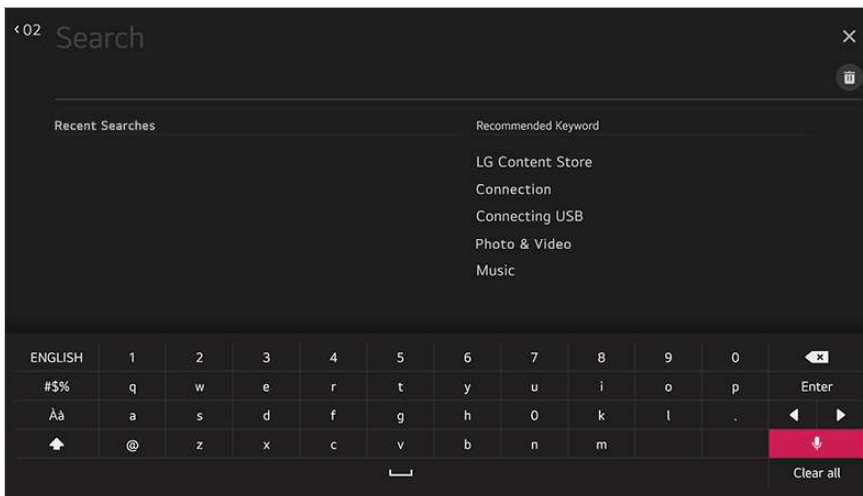 ‹02 Search
Recent Searches
Recommended Keyword
LG Content Store
Connection
Connecting USB
Photo & Video
Music
ENGLISH 1 2 3 4 5 6 7 8 9 0
#$% q w e r t y u i o p Enter
Àà a s d f g h 0 k l .
@ z x c v b n m
Clear all